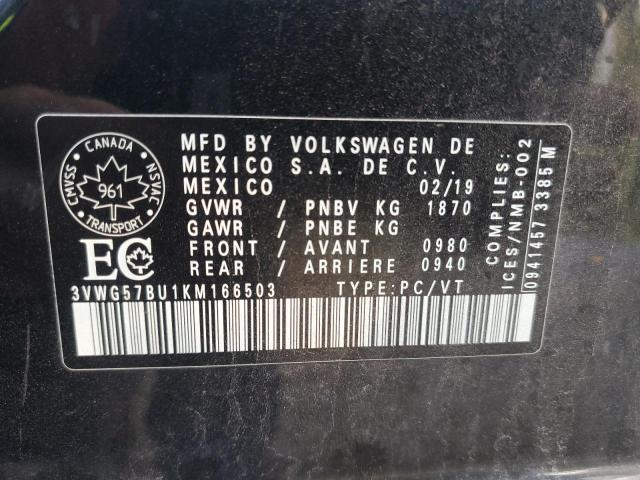 CMVSS CANADA NSVAC
961
TRANSPORT
EC
MFD BY VOLKSWAGEN DE
MEXICO S.A. DE C.V.
MEXICO 02/19
GVWR / PNBV KG 1870
GAWR / PNBE KG
FRONT / AVANT 0980
REAR / ARRIERE 0940
3VWG57BU1KM166503 TYPE:PC/VT
COMPLIES:
ICES/NMB-002
0941457 3385M